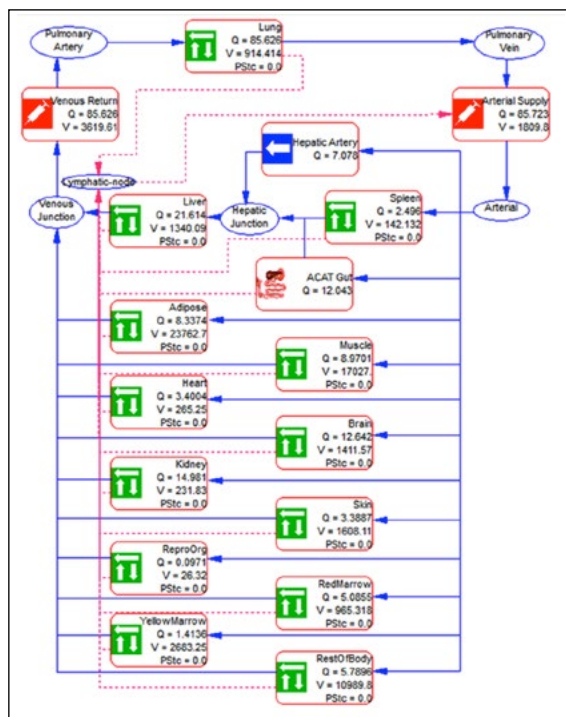 Pulmonary
Artery
Lung
Q = 85.626
V = 914.414
PStc = 0.0
Pulmonary
Vein
Venous Return
Q = 85.626
V = 3619.61
Arterial Supply
Q = 85.723
V = 1809.8
Hepatic Artery
Q = 7.078
Lymphatic-node
Venous
Junction
Liver
Q = 21.614
V = 1340.09
PStc = 0.0
Hepatic
Junction
Spleen
Q = 2.496
V = 142.132
PStc = 0.0
Arterial
ACAT Gut
Q = 12.043
Adipose
Q = 8.3374
V = 23762.7
PStc = 0.0
Muscle
Q = 8.9701
V = 17027.
PStc = 0.0
Heart
Q = 3.4004
V = 265.25
PStc = 0.0
Brain
Q = 12.642
V = 1411.57
PStc = 0.0
Kidney
Q = 14.981
V = 231.83
PStc = 0.0
Skin
Q = 3.3887
V = 1608.11
PStc = 0.0
ReproOrg
Q = 0.0971
V = 26.32
PStc = 0.0
RedMarrow
Q = 5.0855
V = 965.318
PStc = 0.0
YellowMarrow
Q = 1.4136
V = 2683.25
PStc = 0.0
RestOfBody
Q = 5.7896
V = 10989.8
PStc = 0.0